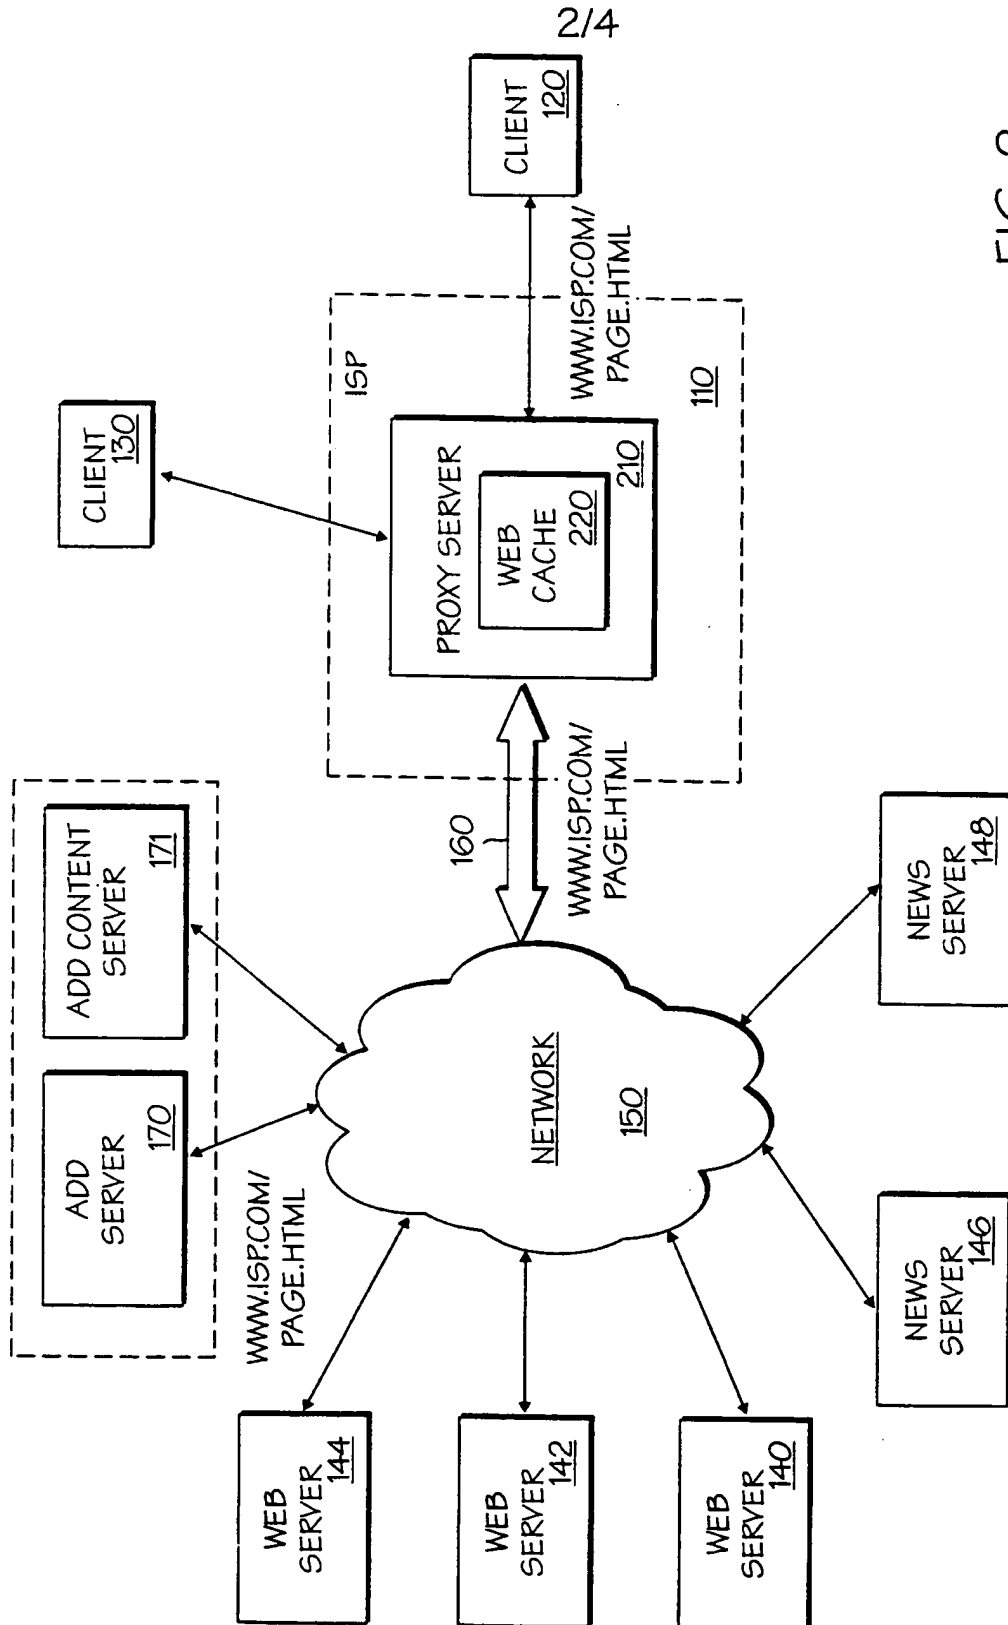 2/4
CLIENT
120
CLIENT
130
ISP
WWW.ISP.COM/
PAGE.HTML
110
PROXY SERVER
210
WEB
CACHE
220
160
WWW.ISP.COM/
PAGE.HTML
ADD CONTENT
SERVER
171
ADD
SERVER
170
NETWORK
150
WWW.ISP.COM/
PAGE.HTML
WEB
SERVER
144
WEB
SERVER
142
WEB
SERVER
140
NEWS
SERVER
146
NEWS
SERVER
148
FIG.